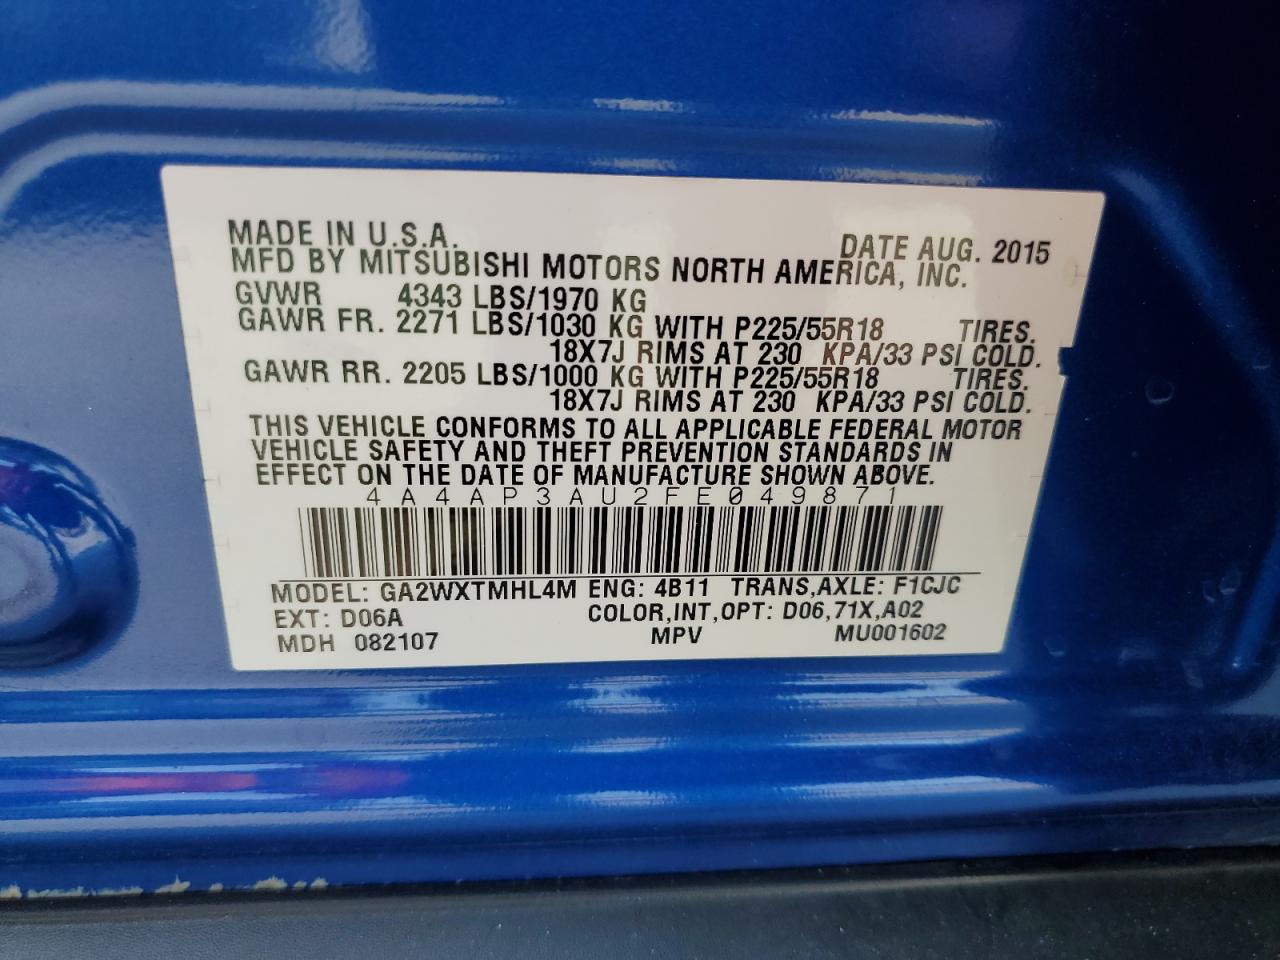 MADE IN U.S.A. DATE AUG. 2015
MFD BY MITSUBISHI MOTORS NORTH AMERICA, INC.
GVWR 4343 LBS/1970 KG
GAWR FR. 2271 LBS/1030 KG WITH P225/55R18 TIRES.
18X7J RIMS AT 230 KPA/33 PSI COLD.
GAWR RR. 2205 LBS/1000 KG WITH P225/55R18 TIRES.
18X7J RIMS AT 230 KPA/33 PSI COLD.
THIS VEHICLE CONFORMS TO ALL APPLICABLE FEDERAL MOTOR
VEHICLE SAFETY AND THEFT PREVENTION STANDARDS IN
EFFECT ON THE DATE OF MANUFACTURE SHOWN ABOVE.
4A4AP3AU2FE049871
MODEL: GA2WXTMHL4M ENG: 4B11 TRANS,AXLE: F1CJC
EXT: D06A COLOR,INT,OPT: D06,71X,A02
MDH 082107 MPV MU001602